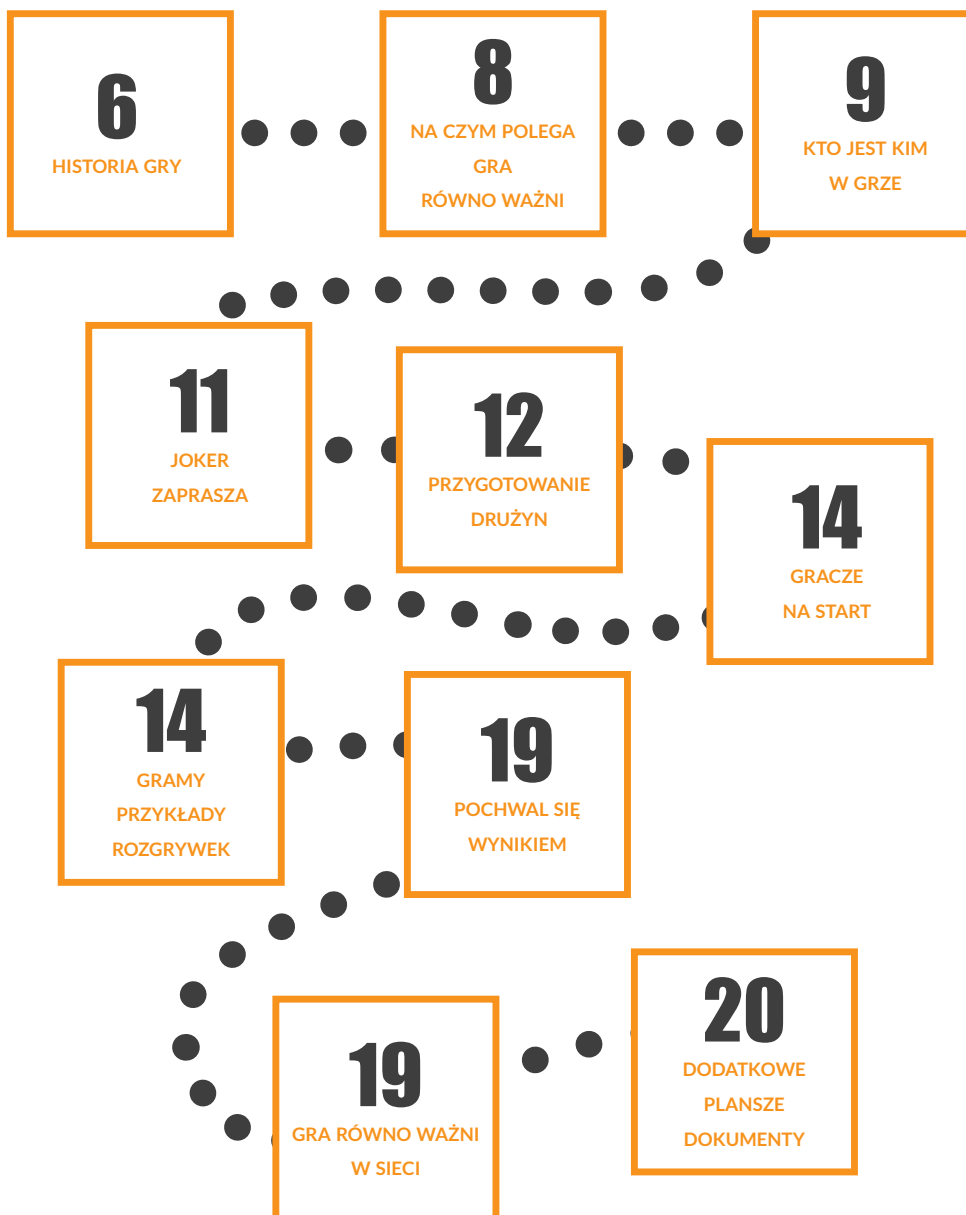 6
HISTORIA GRY
8
NA CZYM POLEGA
GRA
RÓWNO WAŻNI
9
KTO JEST KIM
W GRZE
11
JOKER
ZAPRASZA
12
PRZYGOTOWANIE
DRUŻYN
14
GRACZE
NA START
14
GRAMY
PRZYKŁADY
ROZGRYWEK
19
POCHWAL SIĘ
WYNIKIEM
19
GRA RÓWNO WAŻNI
W SIECI
20
DODATKOWE
PLANSZE
DOKUMENTY